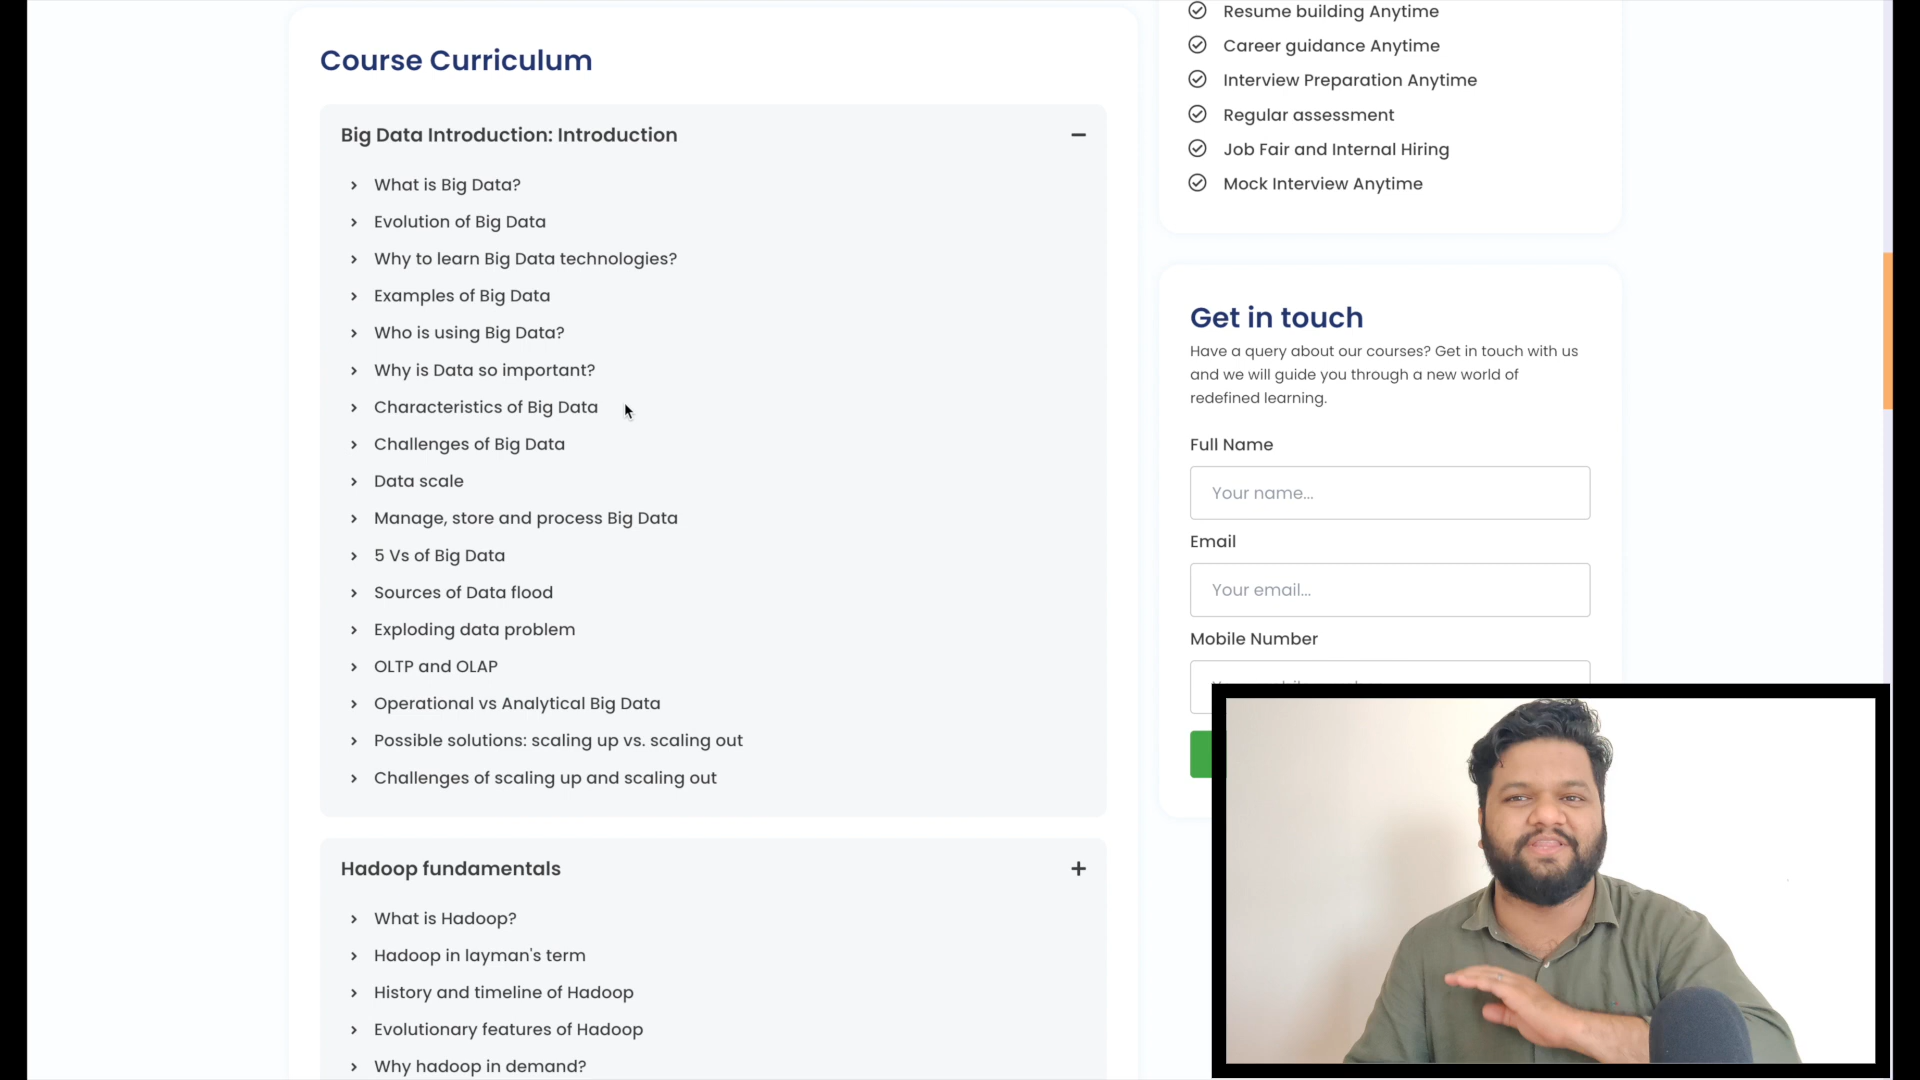 Course Curriculum
Big Data Introduction: Introduction
What is Big Data?
Evolution of Big Data
Why to learn Big Data technologies?
Examples of Big Data
Who is using Big Data?
Why is Data so important?
Characteristics of Big Data
Challenges of Big Data
Data scale
Manage, store and process Big Data
5 Vs of Big Data
Sources of Data flood
Exploding data problem
OLTP and OLAP
Operational vs Analytical Big Data
Possible solutions: scaling up vs. scaling out
Challenges of scaling up and scaling out
Hadoop fundamentals
What is Hadoop?
Hadoop in layman's term
History and timeline of Hadoop
Evolutionary features of Hadoop
Why hadoop in demand?
Resume building Anytime
Career guidance Anytime
Interview Preparation Anytime
Regular assessment
Job Fair and Internal Hiring
Mock Interview Anytime
Get in touch
Have a query about our courses? Get in touch with us
and we will guide you through a new world of
redefined learning.
Full Name
Your name...
Email
Your email...
Mobile Number